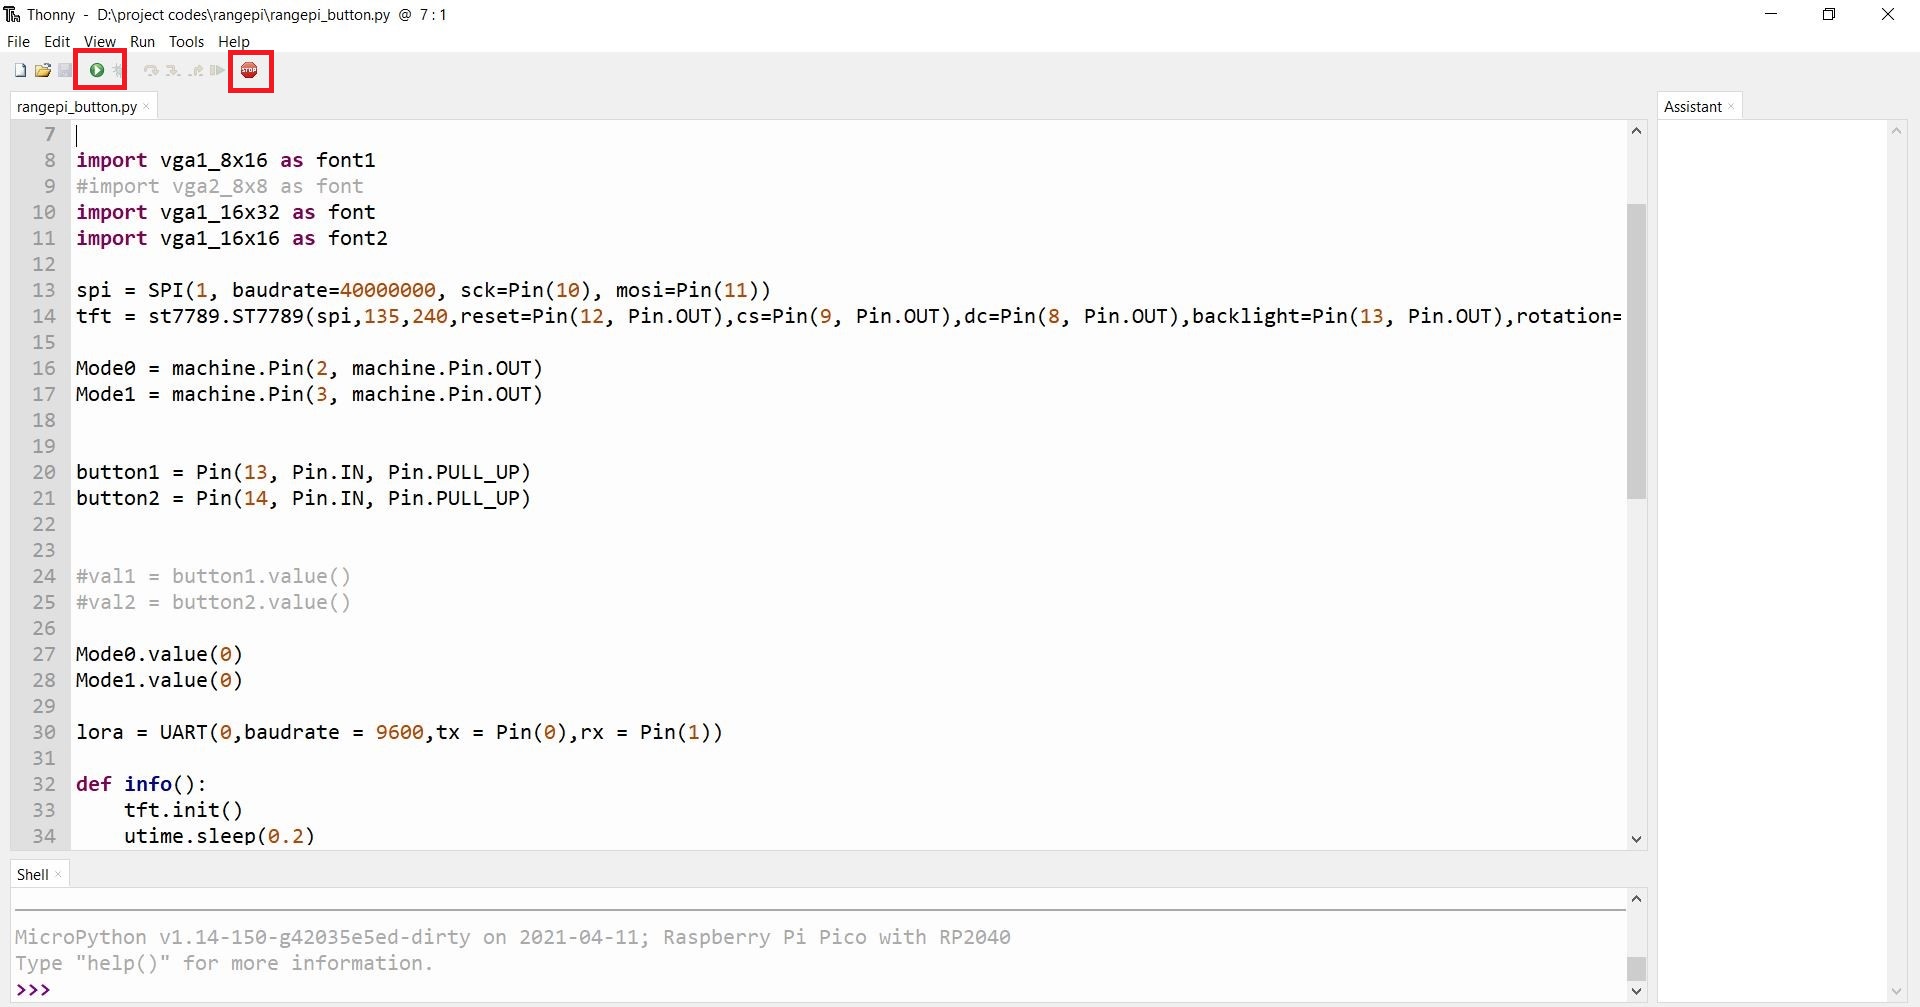 Thonny - D:\project codes\rangepi\rangepi_button.py @ 7 : 1
File Edit View Run Tools Help
STOP
rangepi_button.py ×
Assistant ×
7
8 import vga1_8x16 as font1
9 #import vga2_8x8 as font
10 import vga1_16x32 as font
11 import vga1_16x16 as font2
12
13 spi = SPI(1, baudrate=40000000, sck=Pin(10), mosi=Pin(11))
14 tft = st7789.ST7789(spi,135,240,reset=Pin(12, Pin.OUT),cs=Pin(9, Pin.OUT),dc=Pin(8, Pin.OUT),backlight=Pin(13, Pin.OUT),rotation=
15
16 Mode0 = machine.Pin(2, machine.Pin.OUT)
17 Mode1 = machine.Pin(3, machine.Pin.OUT)
18
19
20 button1 = Pin(13, Pin.IN, Pin.PULL_UP)
21 button2 = Pin(14, Pin.IN, Pin.PULL_UP)
22
23
24 #val1 = button1.value()
25 #val2 = button2.value()
26
27 Mode0.value(0)
28 Mode1.value(0)
29
30 lora = UART(0,baudrate = 9600,tx = Pin(0),rx = Pin(1))
31
32 def info():
33     tft.init()
34     utime.sleep(0.2)
Shell ×
MicroPython v1.14-150-g42035e5ed-dirty on 2021-04-11; Raspberry Pi Pico with RP2040
Type "help()" for more information.
>>>